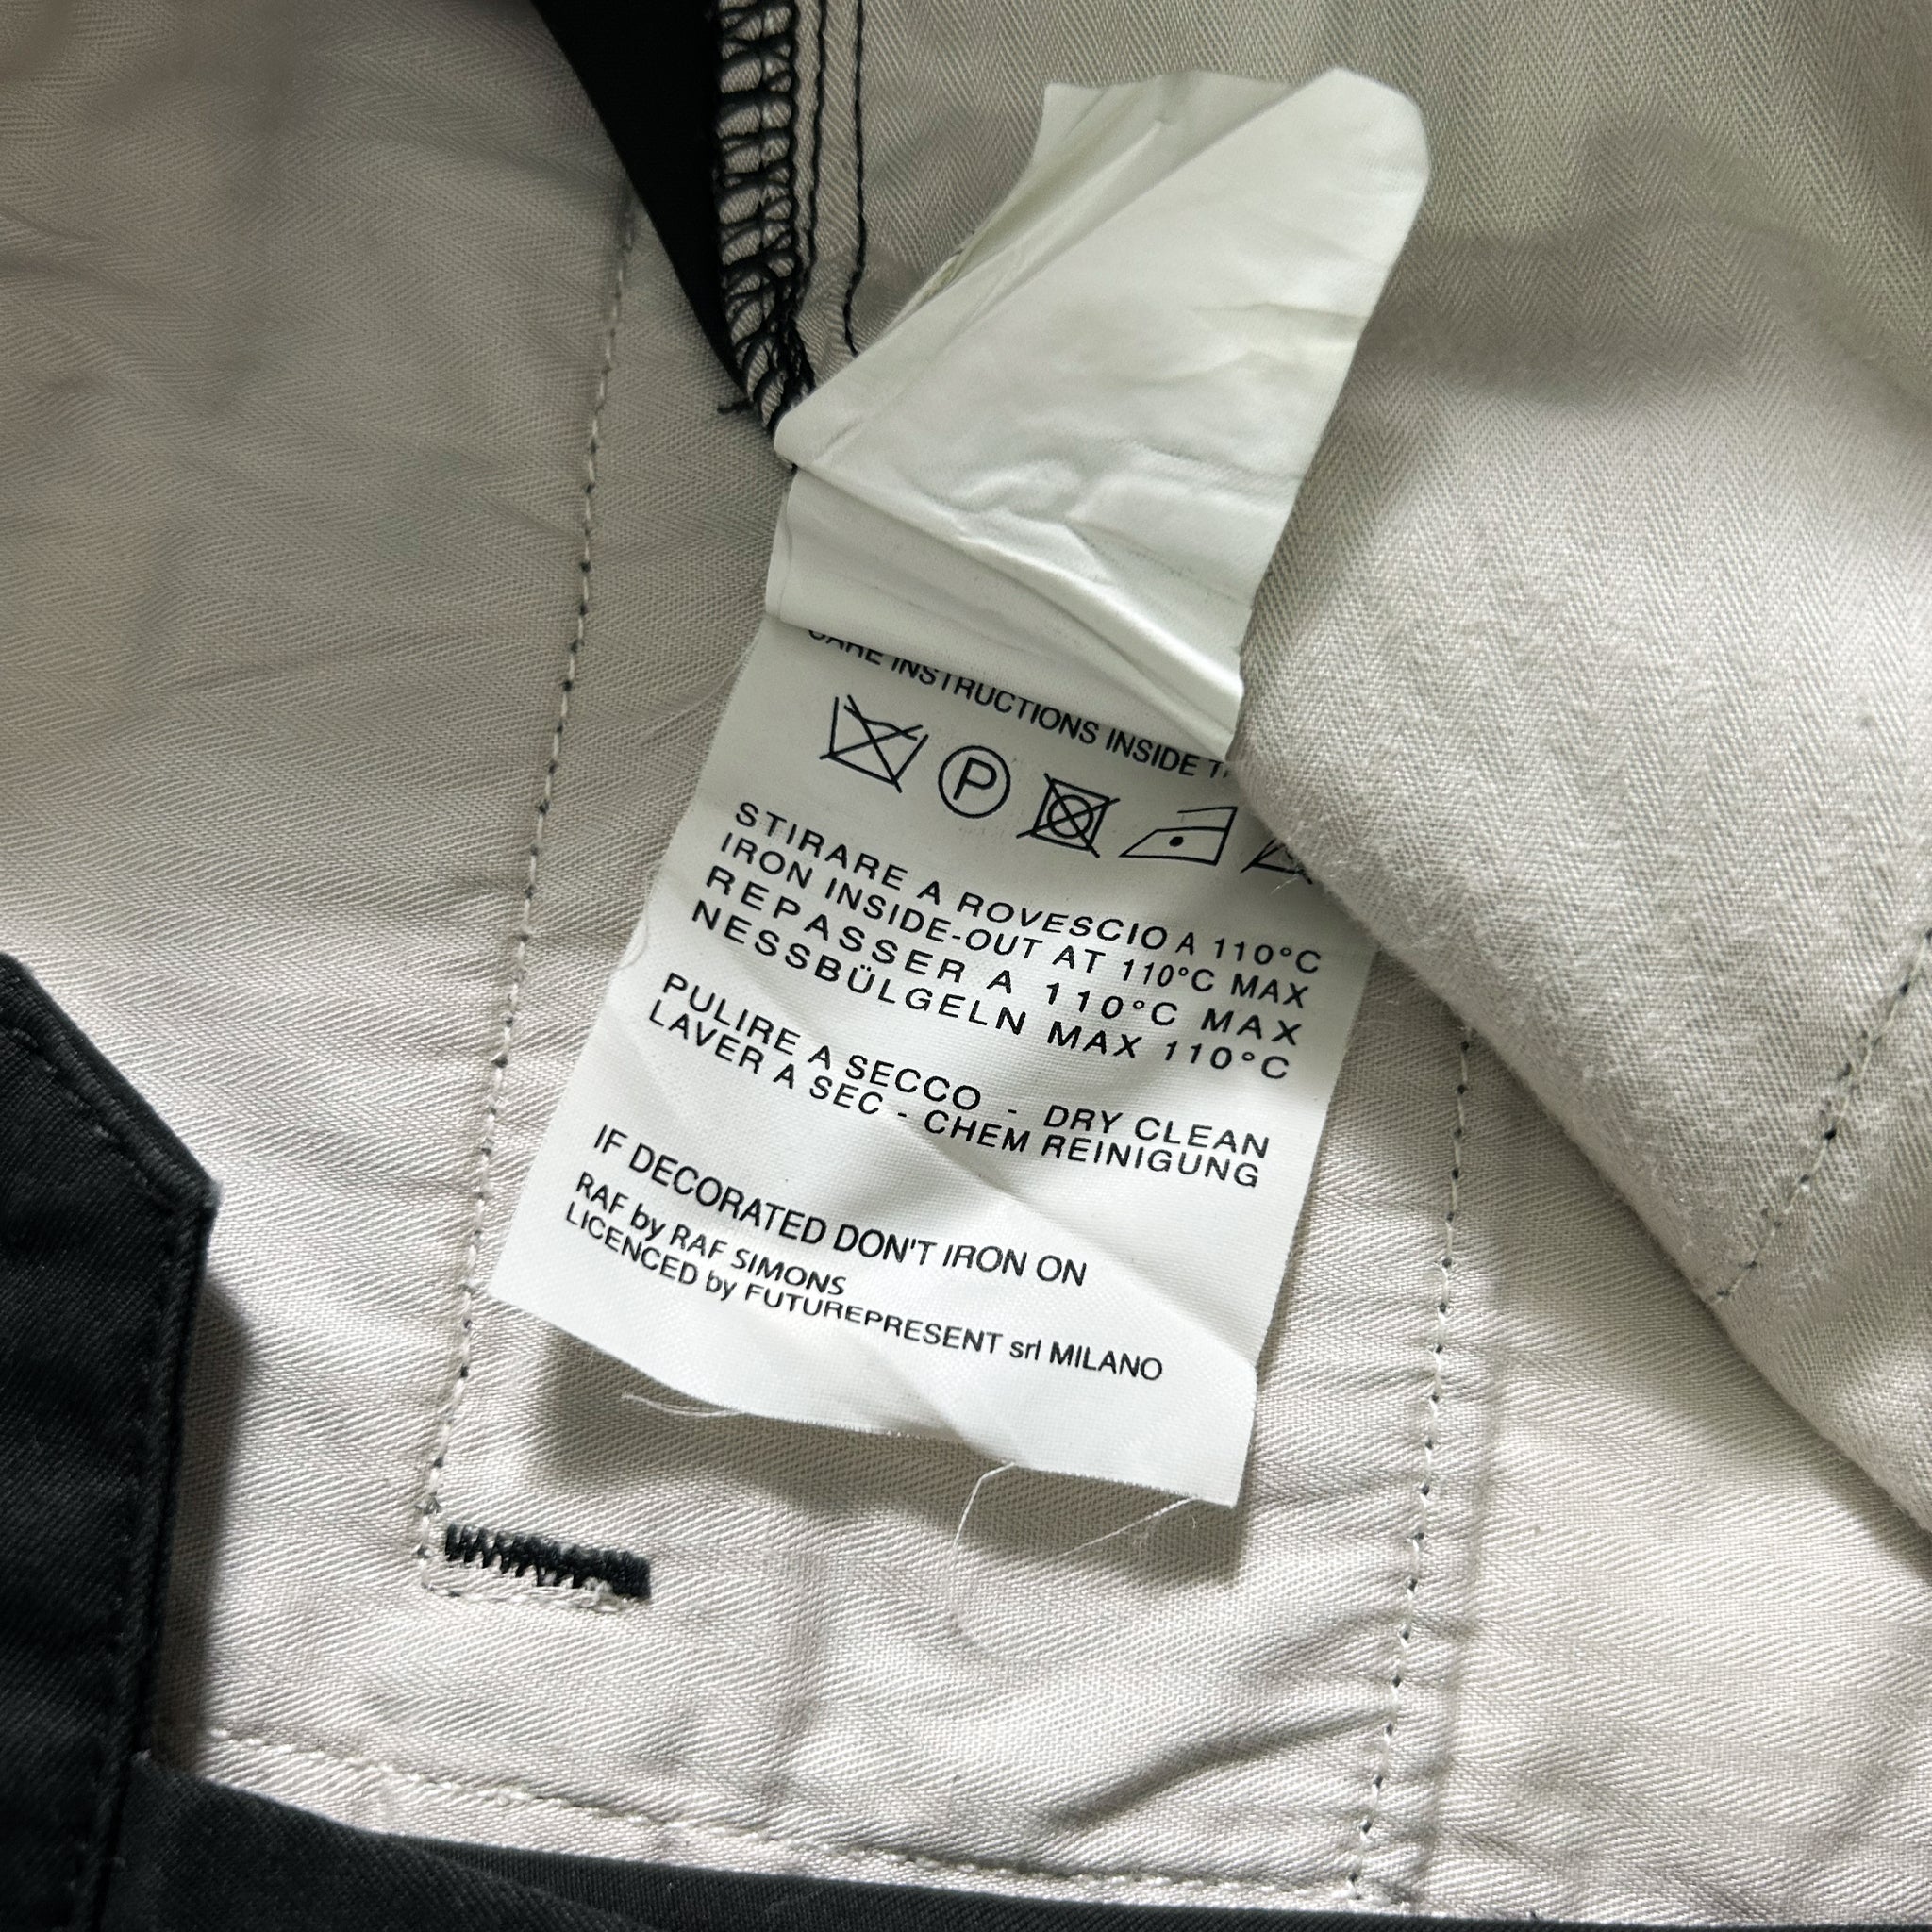 CARE INSTRUCTIONS INSIDE
P
STIRARE A ROVESCIO A 110°C
IRON INSIDE-OUT AT 110°C MAX
REPASSER A 110°C MAX
NESSBÜLGELN MAX 110°C
PULIRE A SECCO - DRY CLEAN
LAVER A SEC - CHEM REINIGUNG
IF DECORATED DON'T IRON ON
RAF by RAF SIMONS
LICENCED by FUTUREPRESENT srl MILANO